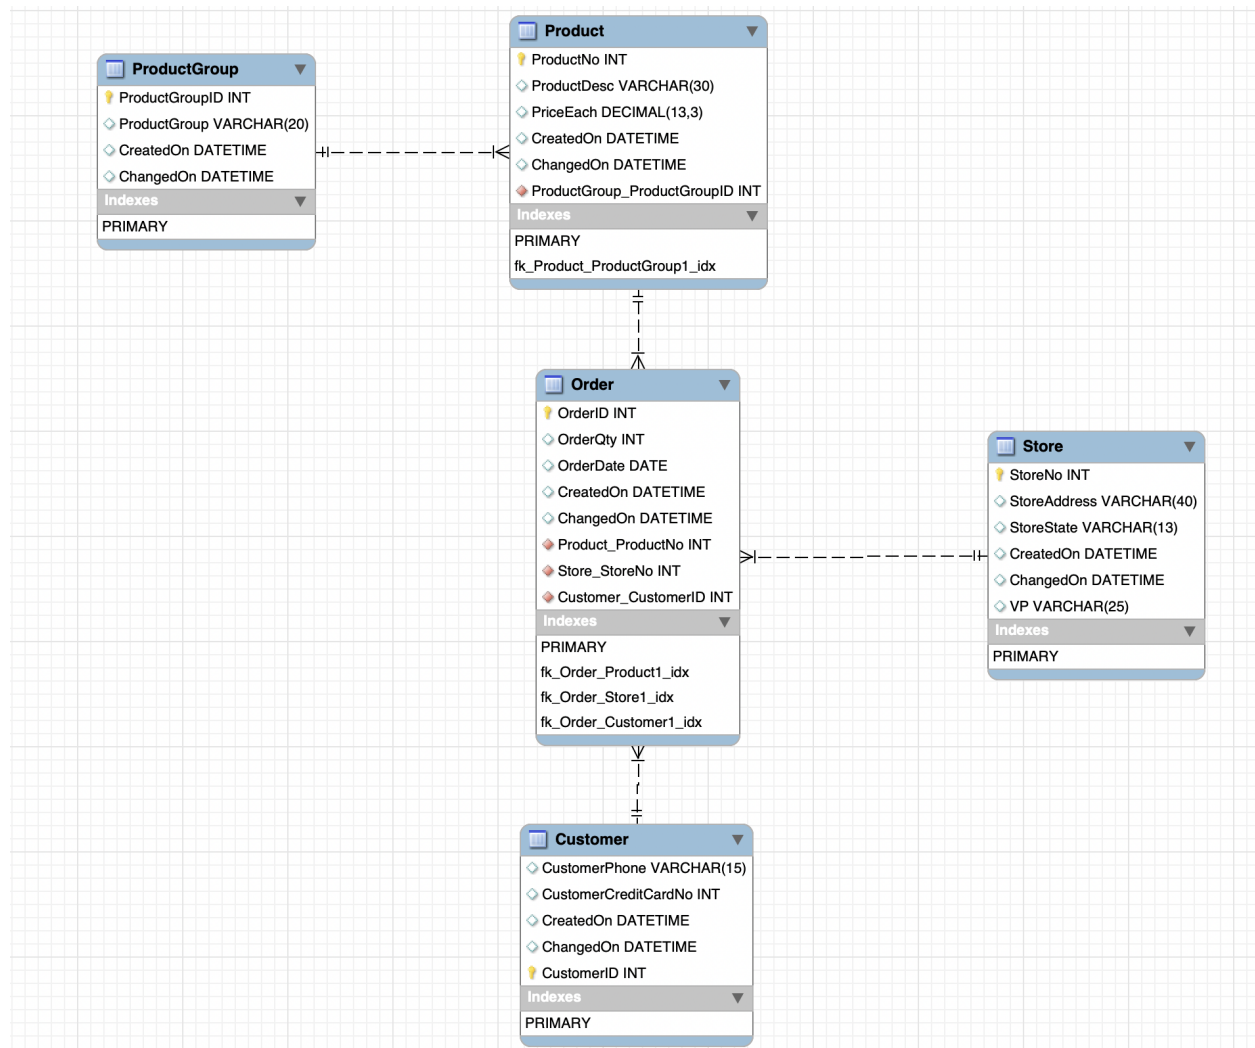 ProductGroup
ProductGroupID INT
ProductGroup VARCHAR(20)
CreatedOn DATETIME
ChangedOn DATETIME
Indexes
PRIMARY
Product
ProductNo INT
ProductDesc VARCHAR(30)
PriceEach DECIMAL(13,3)
CreatedOn DATETIME
ChangedOn DATETIME
ProductGroup_ProductGroupID INT
Indexes
PRIMARY
fk_Product_ProductGroup1_idx
Order
OrderID INT
OrderQty INT
OrderDate DATE
CreatedOn DATETIME
ChangedOn DATETIME
Product_ProductNo INT
Store_StoreNo INT
Customer_CustomerID INT
Indexes
PRIMARY
fk_Order_Product1_idx
fk_Order_Store1_idx
fk_Order_Customer1_idx
Store
StoreNo INT
StoreAddress VARCHAR(40)
StoreState VARCHAR(13)
CreatedOn DATETIME
ChangedOn DATETIME
VP VARCHAR(25)
Indexes
PRIMARY
Customer
CustomerPhone VARCHAR(15)
CustomerCreditCardNo INT
CreatedOn DATETIME
ChangedOn DATETIME
CustomerID INT
Indexes
PRIMARY